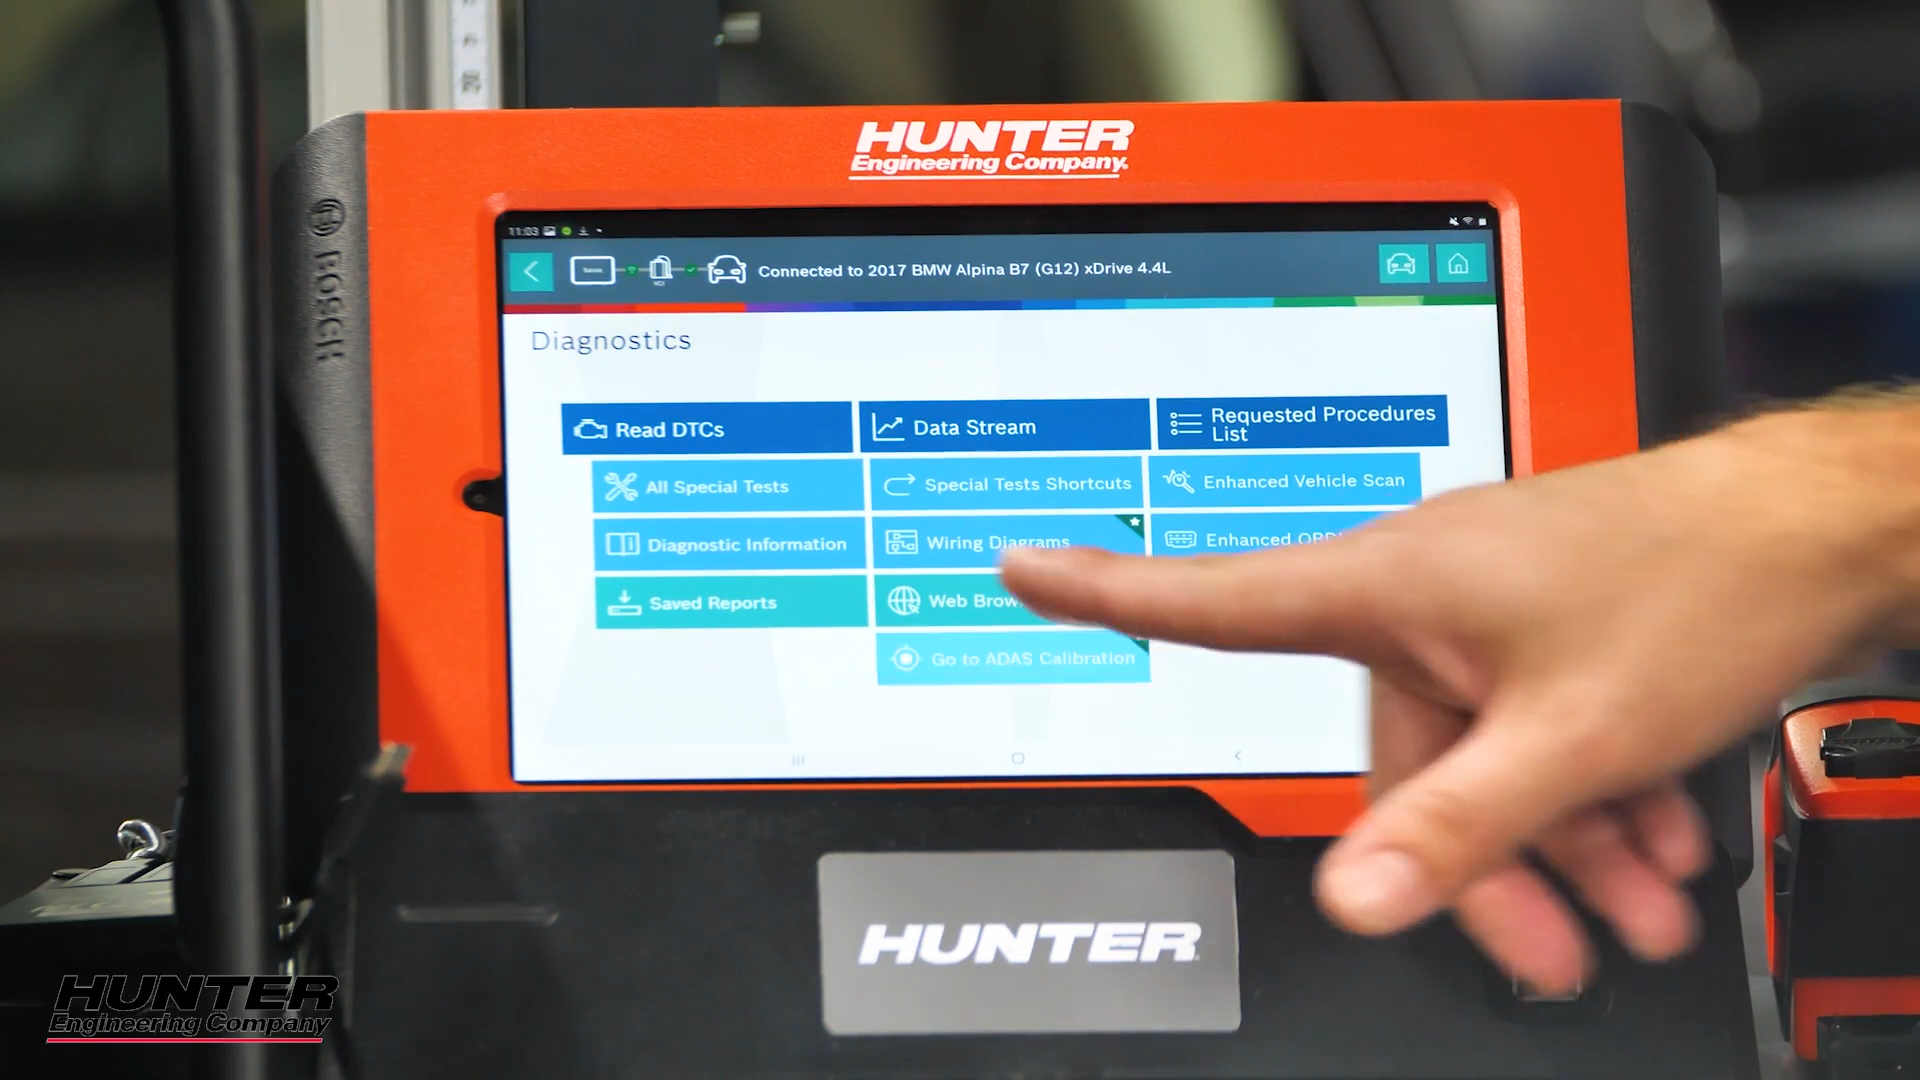 HUNTER
Engineering Company
BOSCH
11:03
Connected to 2017 BMW Alpina B7 (G12) xDrive 4.4L
Diagnostics
Read DTCs
Data Stream
Requested Procedures
List
All Special Tests
Special Tests Shortcuts
Enhanced Vehicle Scan
Diagnostic Information
Wiring Diagrams
Enhanced
Saved Reports
Web
Go to ADAS Calibration
HUNTER
HUNTER
Engineering Company